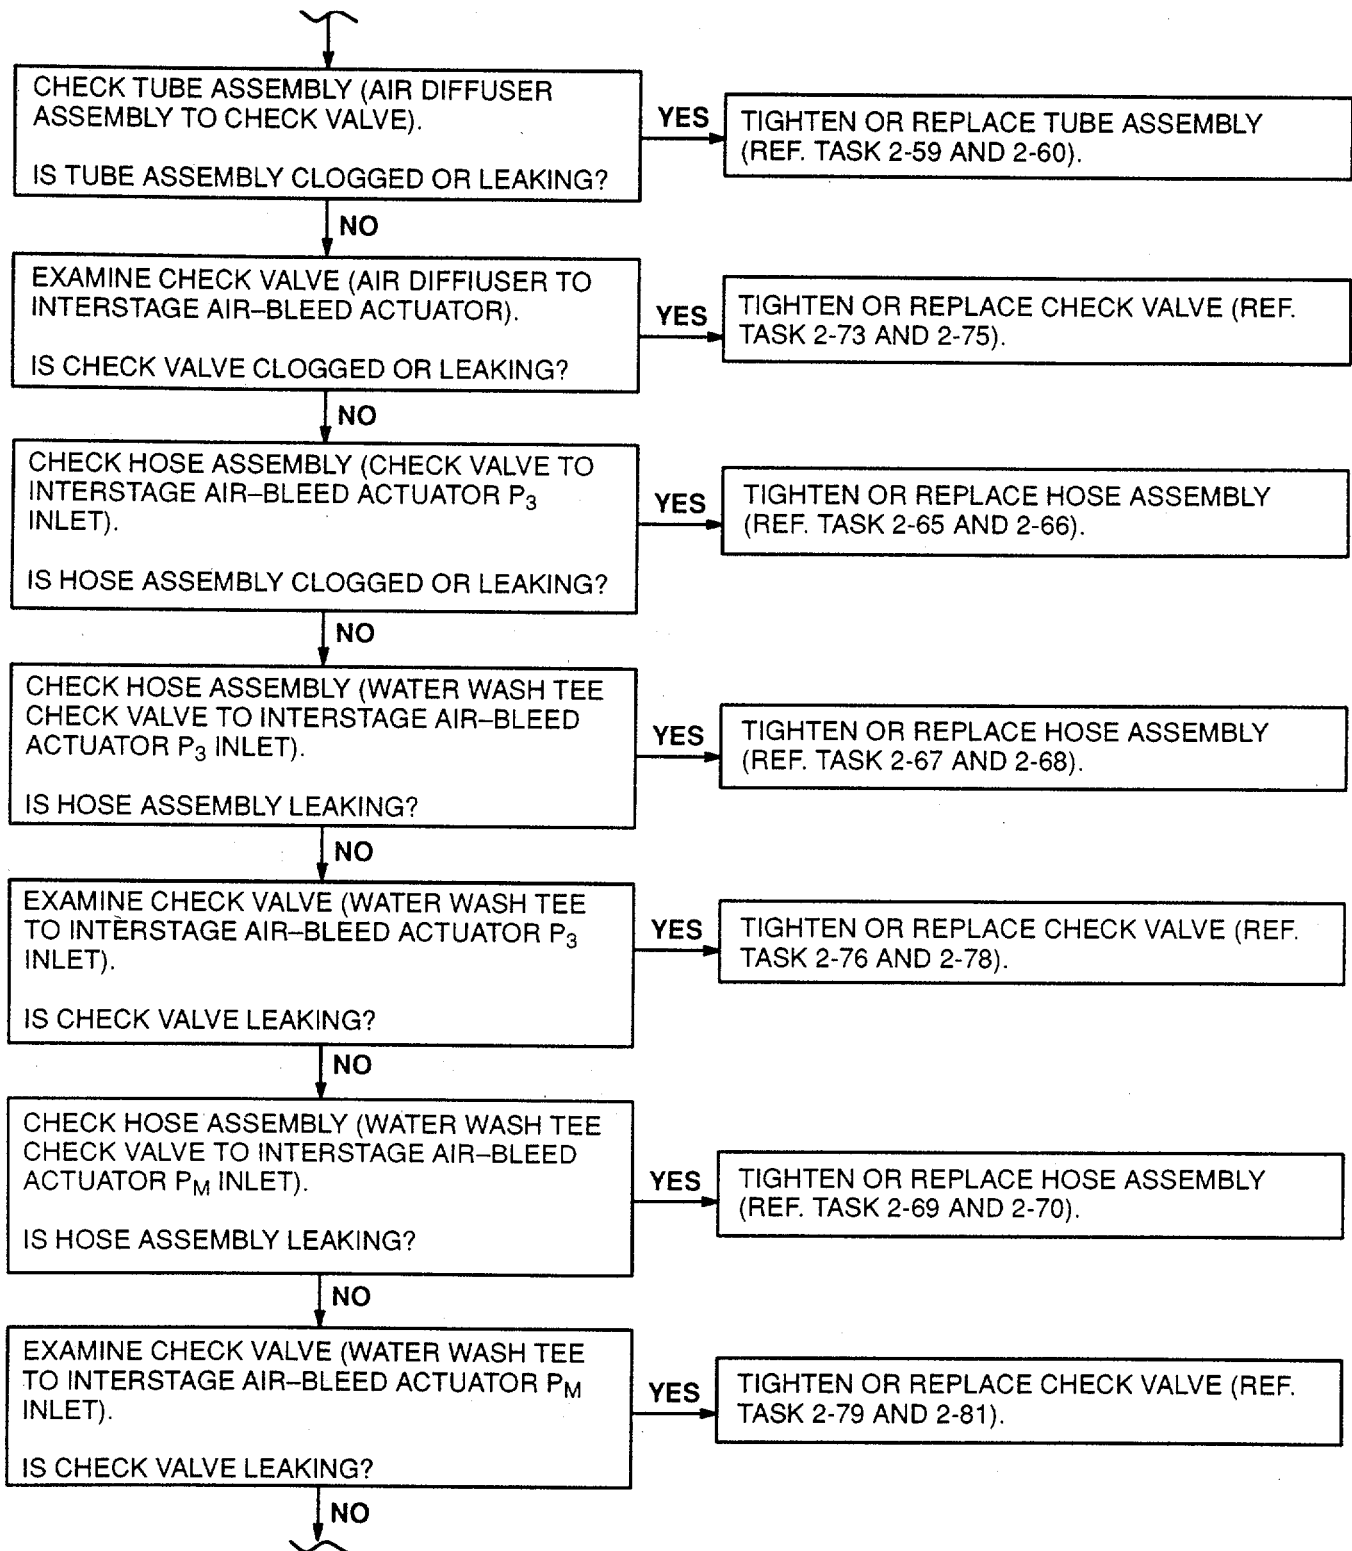 CHECK TUBE ASSEMBLY (AIR DIFFUSER
ASSEMBLY TO CHECK VALVE).
IS TUBE ASSEMBLY CLOGGED OR LEAKING?
YES
TIGHTEN OR REPLACE TUBE ASSEMBLY
(REF. TASK 2-59 AND 2-60).
NO
EXAMINE CHECK VALVE (AIR DIFFIUSER TO
INTERSTAGE AIR–BLEED ACTUATOR).
IS CHECK VALVE CLOGGED OR LEAKING?
YES
TIGHTEN OR REPLACE CHECK VALVE (REF.
TASK 2-73 AND 2-75).
NO
CHECK HOSE ASSEMBLY (CHECK VALVE TO
INTERSTAGE AIR–BLEED ACTUATOR P3
INLET).
IS HOSE ASSEMBLY CLOGGED OR LEAKING?
YES
TIGHTEN OR REPLACE HOSE ASSEMBLY
(REF. TASK 2-65 AND 2-66).
NO
CHECK HOSE ASSEMBLY (WATER WASH TEE
CHECK VALVE TO INTERSTAGE AIR–BLEED
ACTUATOR P3 INLET).
IS HOSE ASSEMBLY LEAKING?
YES
TIGHTEN OR REPLACE HOSE ASSEMBLY
(REF. TASK 2-67 AND 2-68).
NO
EXAMINE CHECK VALVE (WATER WASH TEE
TO INTERSTAGE AIR–BLEED ACTUATOR P3
INLET).
IS CHECK VALVE LEAKING?
YES
TIGHTEN OR REPLACE CHECK VALVE (REF.
TASK 2-76 AND 2-78).
NO
CHECK HOSE ASSEMBLY (WATER WASH TEE
CHECK VALVE TO INTERSTAGE AIR–BLEED
ACTUATOR PM INLET).
IS HOSE ASSEMBLY LEAKING?
YES
TIGHTEN OR REPLACE HOSE ASSEMBLY
(REF. TASK 2-69 AND 2-70).
NO
EXAMINE CHECK VALVE (WATER WASH TEE
TO INTERSTAGE AIR–BLEED ACTUATOR PM
INLET).
IS CHECK VALVE LEAKING?
YES
TIGHTEN OR REPLACE CHECK VALVE (REF.
TASK 2-79 AND 2-81).
NO